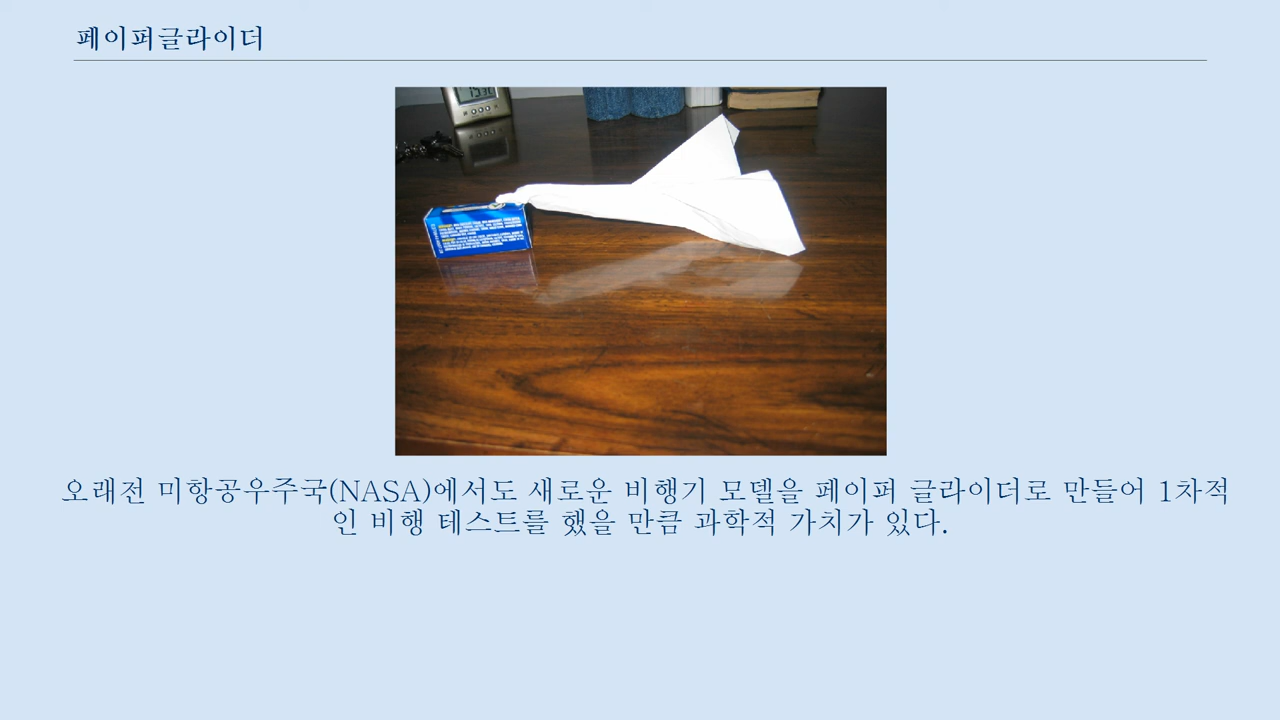 페이퍼글라이더
오래전 미항공우주국(NASA)에서도 새로운 비행기 모델을 페이퍼 글라이더로 만들어 1차적
인 비행 테스트를 했을 만큼 과학적 가치가 있다.